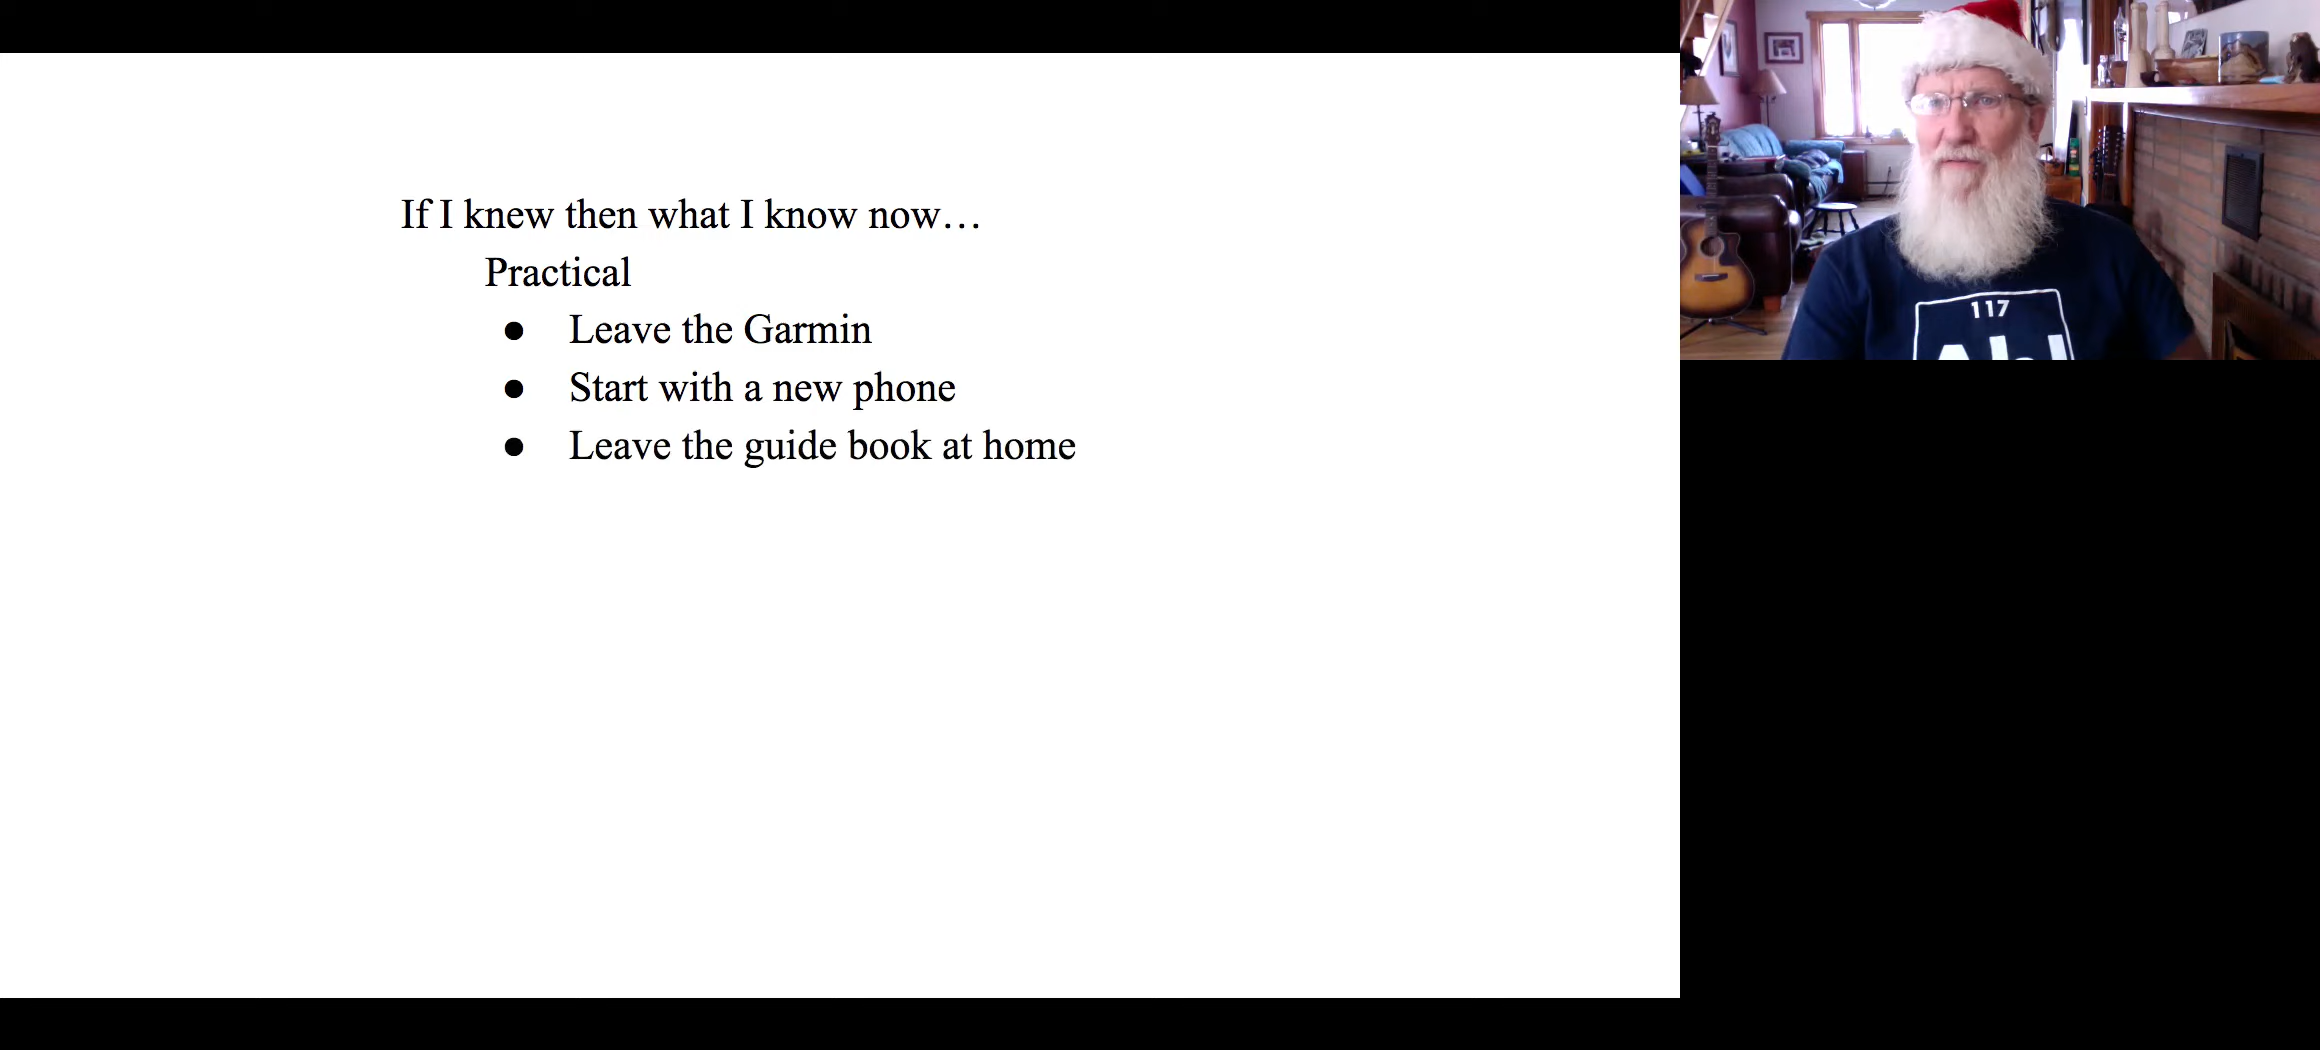 If I knew then what I know now…
Practical
● Leave the Garmin
● Start with a new phone
● Leave the guide book at home
117